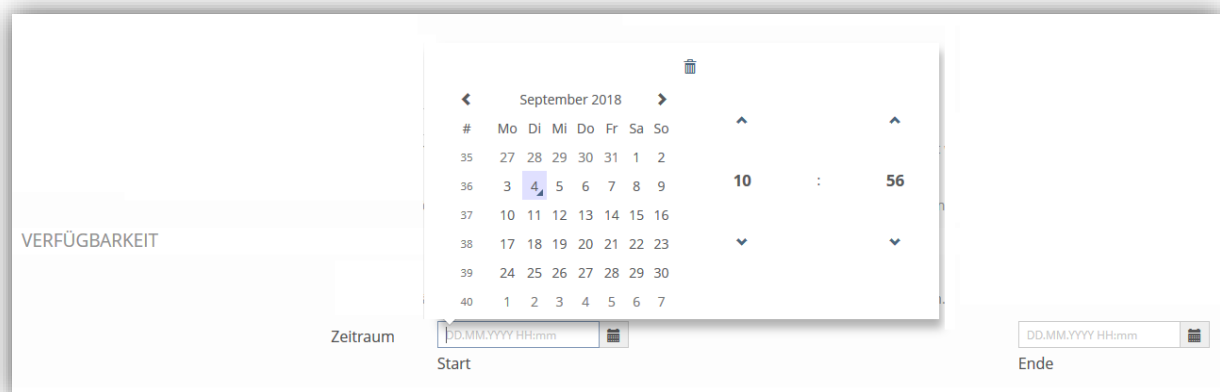 September 2018
# Mo Di Mi Do Fr Sa So
35 27 28 29 30 31 1 2
36 3 4 5 6 7 8 9
10 : 56
37 10 11 12 13 14 15 16
38 17 18 19 20 21 22 23
VERFÜGBARKEIT
39 24 25 26 27 28 29 30
40 1 2 3 4 5 6 7
Zeitraum
DD.MM.YYYY HH:mm
DD.MM.YYYY HH:mm
Start
Ende